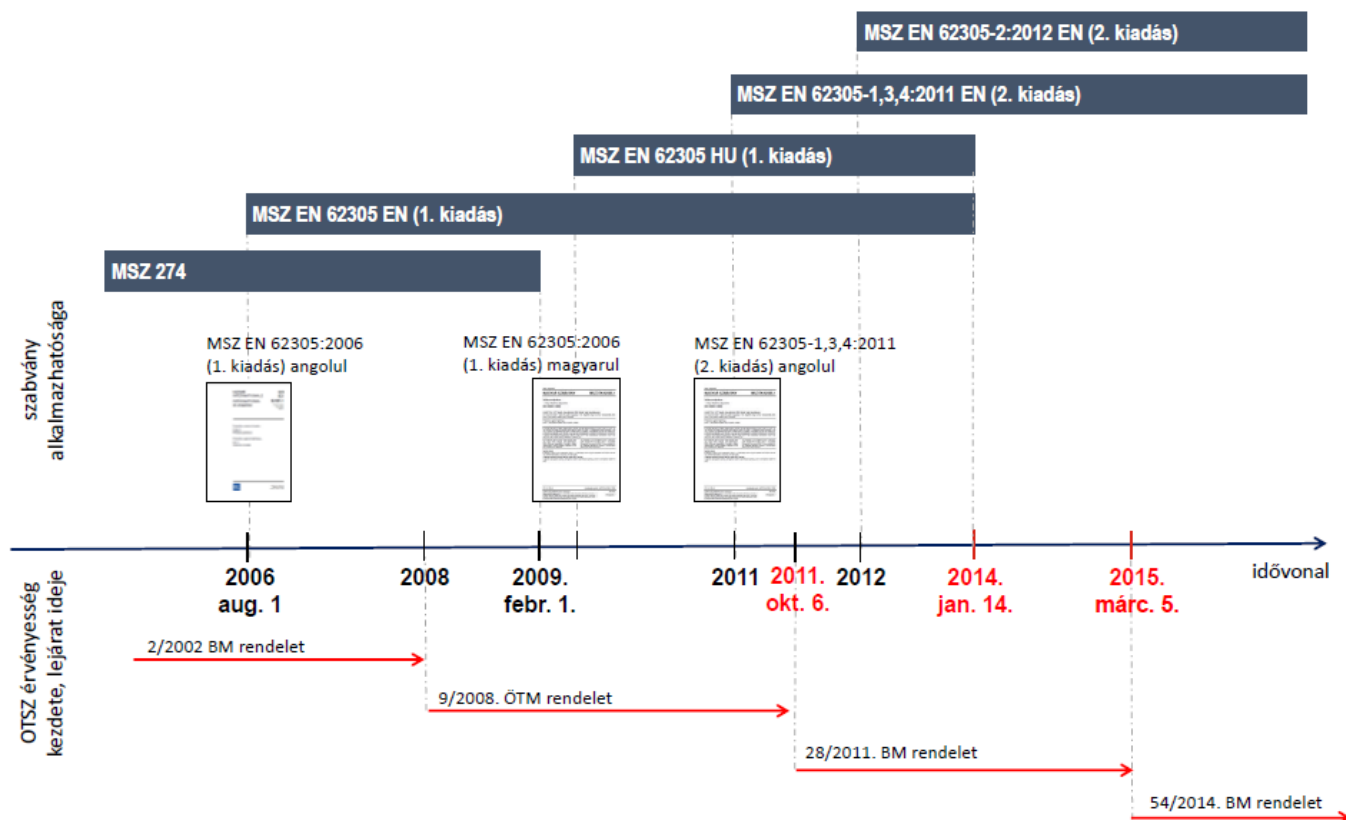 MSZ EN 62305-2:2012 EN (2. kiadás)
MSZ EN 62305-1,3,4:2011 EN (2. kiadás)
MSZ EN 62305 HU (1. kiadás)
MSZ EN 62305 EN (1. kiadás)
MSZ 274
szabvány
alkalmazhatósága
MSZ EN 62305:2006
(1. kiadás) angolul
MSZ EN 62305:2006
(1. kiadás) magyarul
MSZ EN 62305-1,3,4:2011
(2. kiadás) angolul
2006
aug. 1
2008
2009.
febr. 1.
2011
2011.
okt. 6.
2012
2014.
jan. 14.
2015.
márc. 5.
idővonal
OTSZ érvényesség
kezdete, lejárat ideje
2/2002 BM rendelet
9/2008. ÖTM rendelet
28/2011. BM rendelet
54/2014. BM rendelet